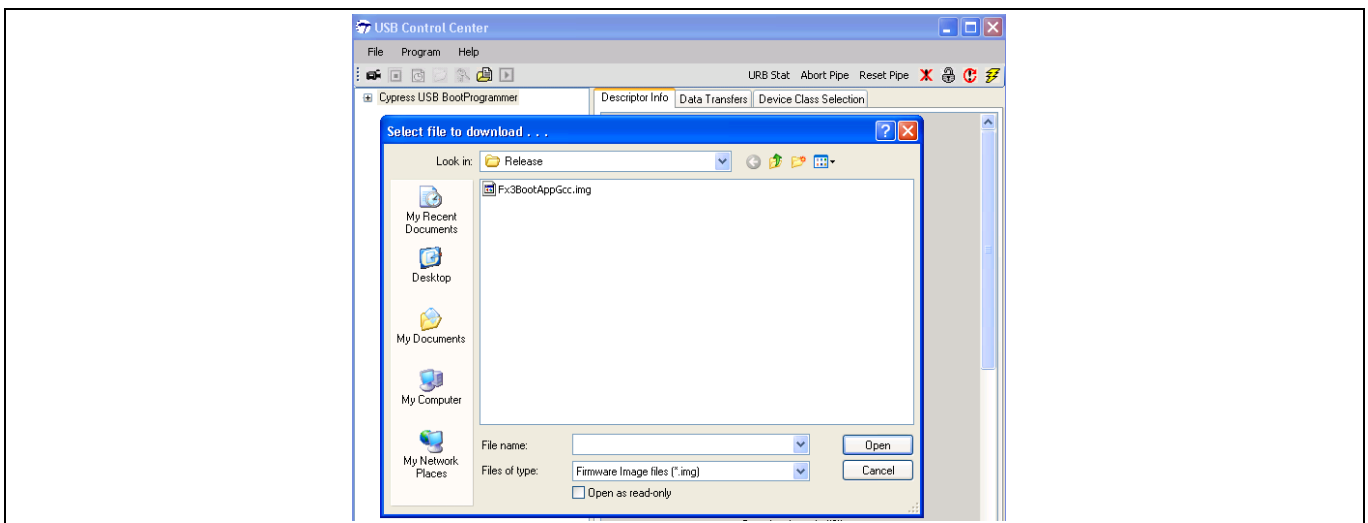 USB Control Center
File Program Help
URB Stat Abort Pipe Reset Pipe
Cypress USB BootProgrammer
Descriptor Info Data Transfers Device Class Selection
Select file to download . . .
Look in: Release
Fx3BootAppGcc.img
My Recent
Documents
Desktop
My Documents
My Computer
My Network
Places
File name:
Open
Files of type: Firmware Image files (*.img)
Cancel
Open as read-only